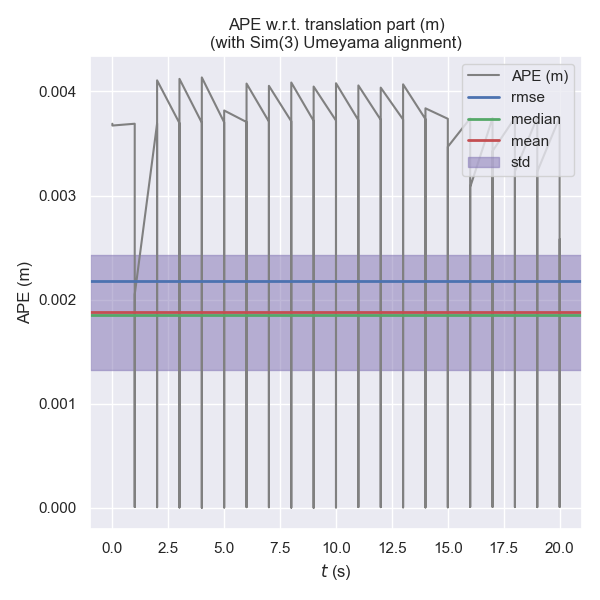 APE w.r.t. translation part (m)
(with Sim(3) Umeyama alignment)
APE (m)
rmse
median
mean
std
APE (m)
0.004
0.003
0.002
0.001
0.000
0.0 2.5 5.0 7.5 10.0 12.5 15.0 17.5 20.0
t (s)